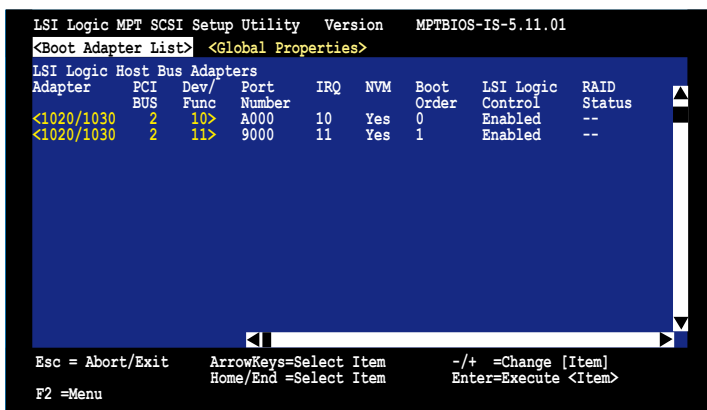 LSI Logic MPT SCSI Setup Utility Version MPTBIOS-IS-5.11.01
<Boot Adapter List> <Global Properties>
LSI Logic Host Bus Adapters
Adapter PCI Dev/ Port IRQ NVM Boot LSI Logic RAID
BUS Func Number Order Control Status
<1020/1030 2 10> A000 10 Yes 0 Enabled --
<1020/1030 2 11> 9000 11 Yes 1 Enabled --
Esc = Abort/Exit ArrowKeys=Select Item -/+ =Change [Item]
Home/End =Select Item Enter=Execute <Item>
F2 =Menu